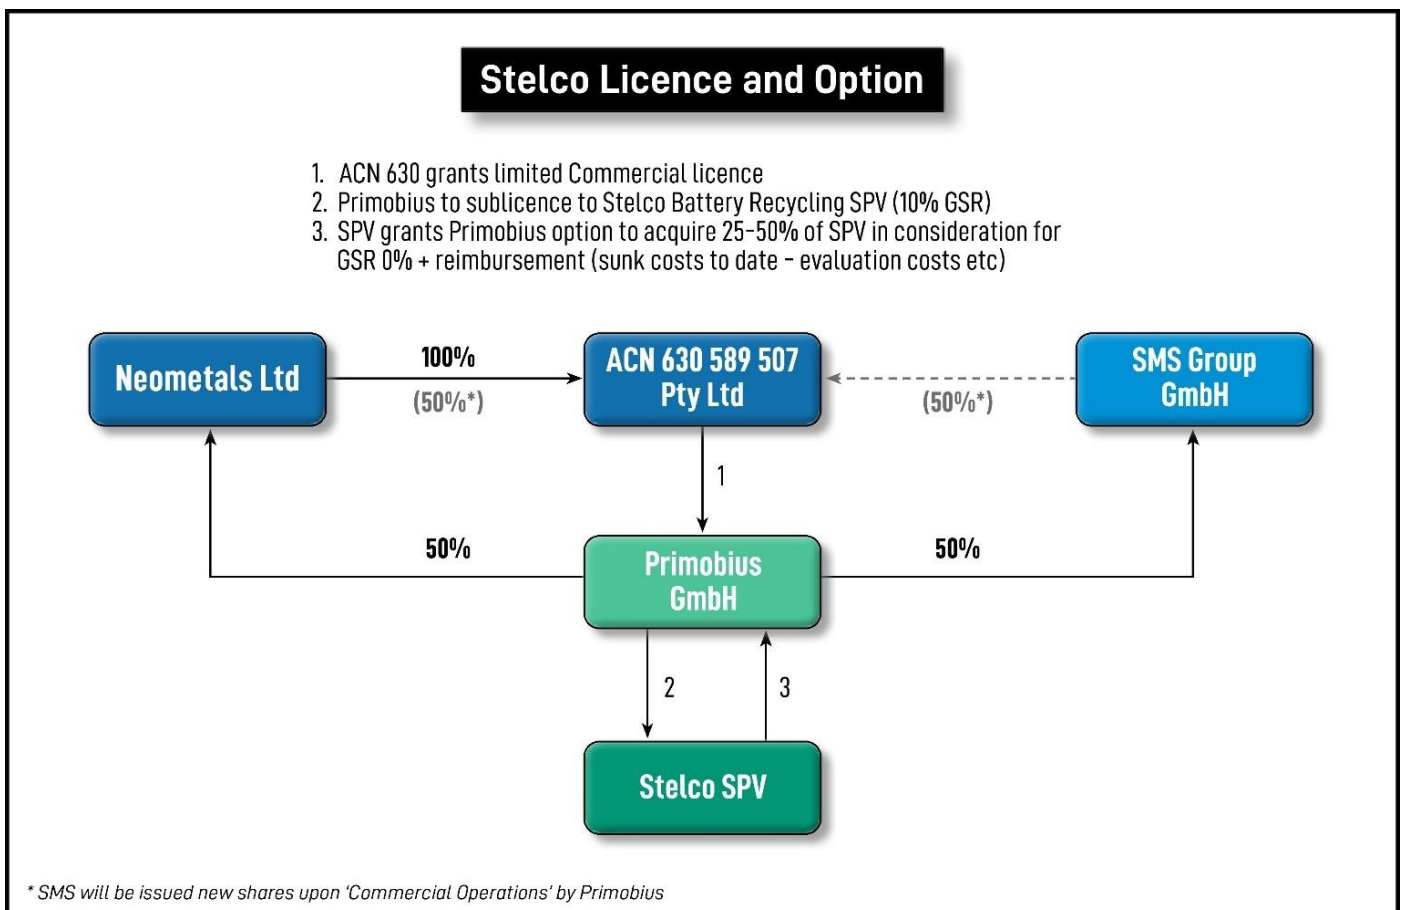 Stelco Licence and Option
1. ACN 630 grants limited Commercial licence
2. Primobius to sublicence to Stelco Battery Recycling SPV (10% GSR)
3. SPV grants Primobius option to acquire 25-50% of SPV in consideration for
GSR 0% + reimbursement (sunk costs to date - evaluation costs etc)
Neometals Ltd
100%
(50%*)
ACN 630 589 507
Pty Ltd
(50%*)
SMS Group
GmbH
1
50%
Primobius
GmbH
50%
2
3
Stelco SPV
* SMS will be issued new shares upon 'Commercial Operations' by Primobius